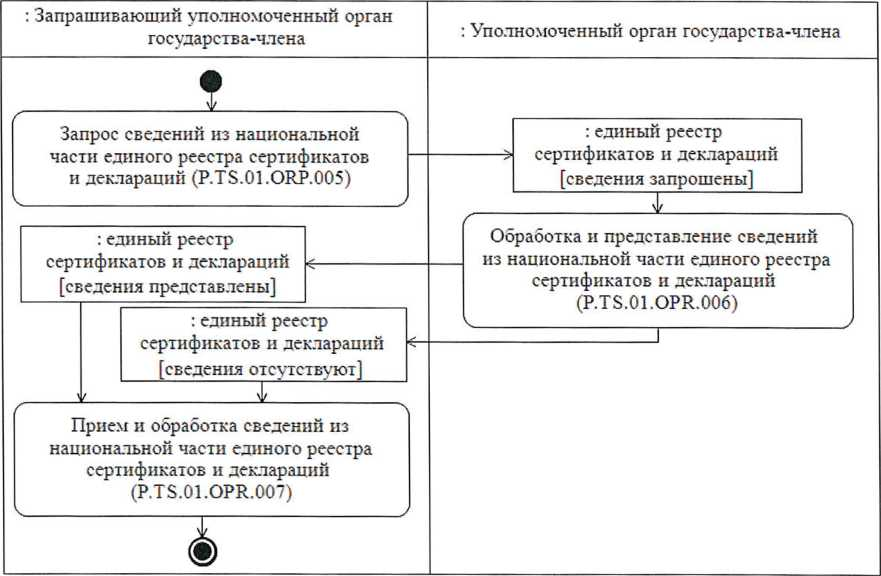 : Запрашивающий уполномоченный орган
государства-члена
: Уполномоченный орган государства-члена
Запрос сведений из национальной
части единого реестра сертификатов
и деклараций (P.TS.01.ORP.005)
: единый реестр
сертификатов и деклараций
[сведения запрошены]
Обработка и представление сведений
из национальной части единого реестра
сертификатов и деклараций
(P.TS.01.OPR.006)
: единый реестр
сертификатов и деклараций
[сведения представлены]
: единый реестр
сертификатов и деклараций
[сведения отсутствуют]
Прием и обработка сведений из
национальной части единого реестра
сертификатов и деклараций
(P.TS.01.OPR.007)